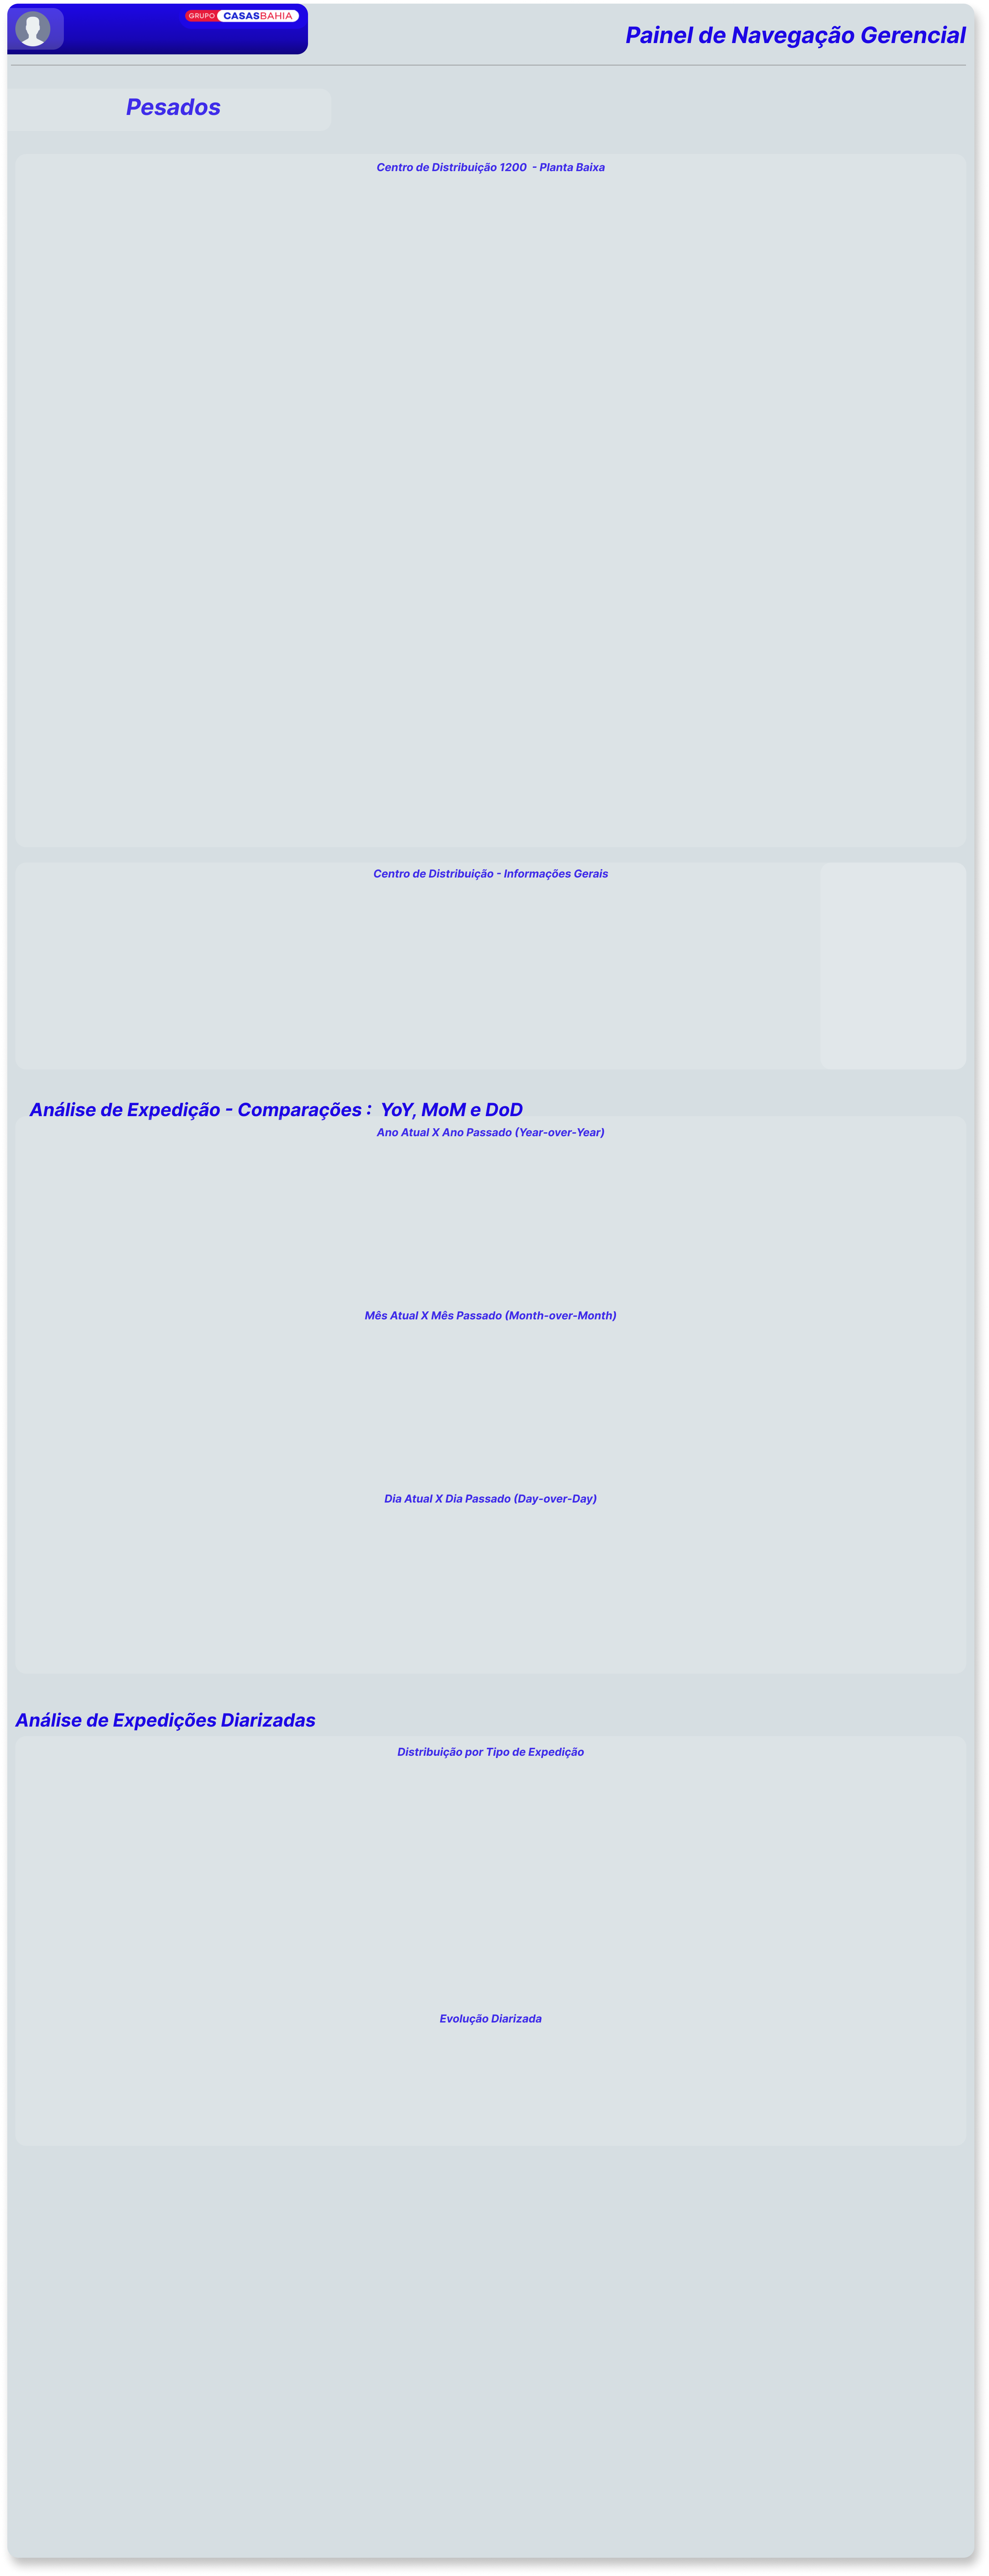 GRUPO CASASBAHIA
Painel de Navegação Gerencial
Pesados
Centro de Distribuição 1200 - Planta Baixa
Centro de Distribuição - Informações Gerais
Análise de Expedição - Comparações : YoY, MoM e DoD
Ano Atual X Ano Passado (Year-over-Year)
Mês Atual X Mês Passado (Month-over-Month)
Dia Atual X Dia Passado (Day-over-Day)
Análise de Expedições Diarizadas
Distribuição por Tipo de Expedição
Evolução Diarizada